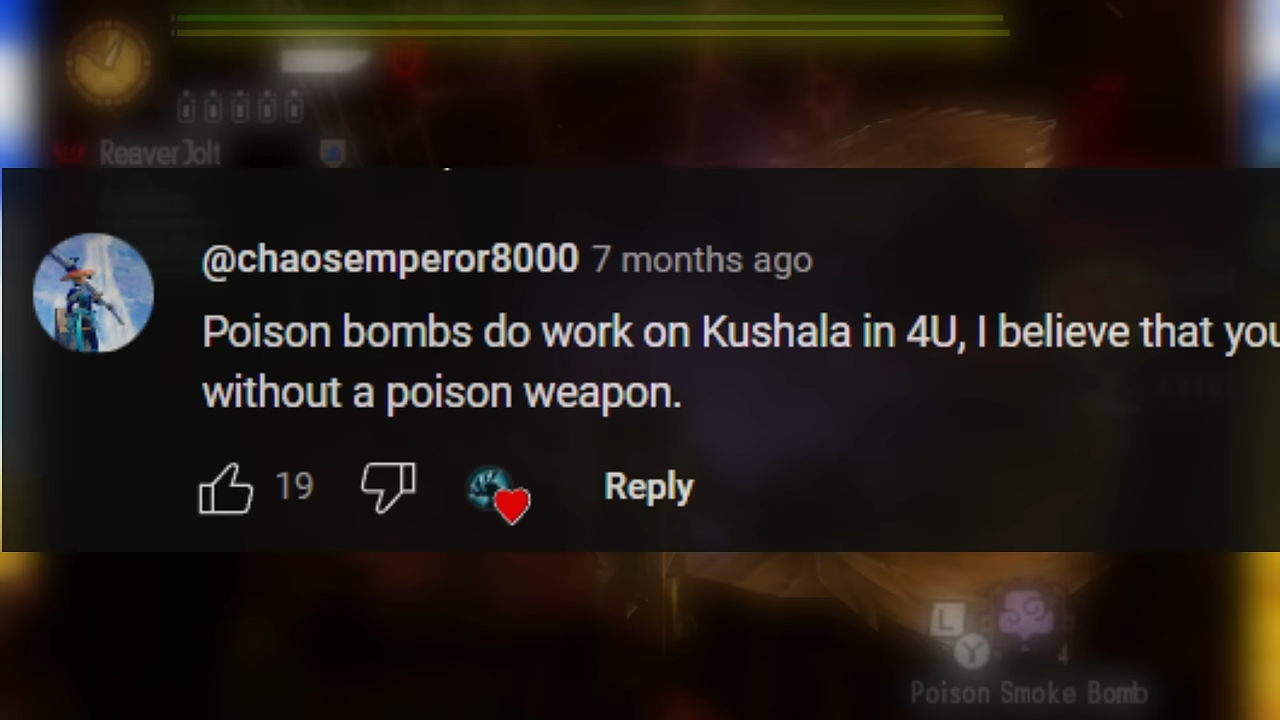 Reaver Jolt
@chaosemperor8000 7 months ago
Poison bombs do work on Kushala in 4U, I believe that you
without a poison weapon.
19 Reply
L
Y
4
Poison Smoke Bomb